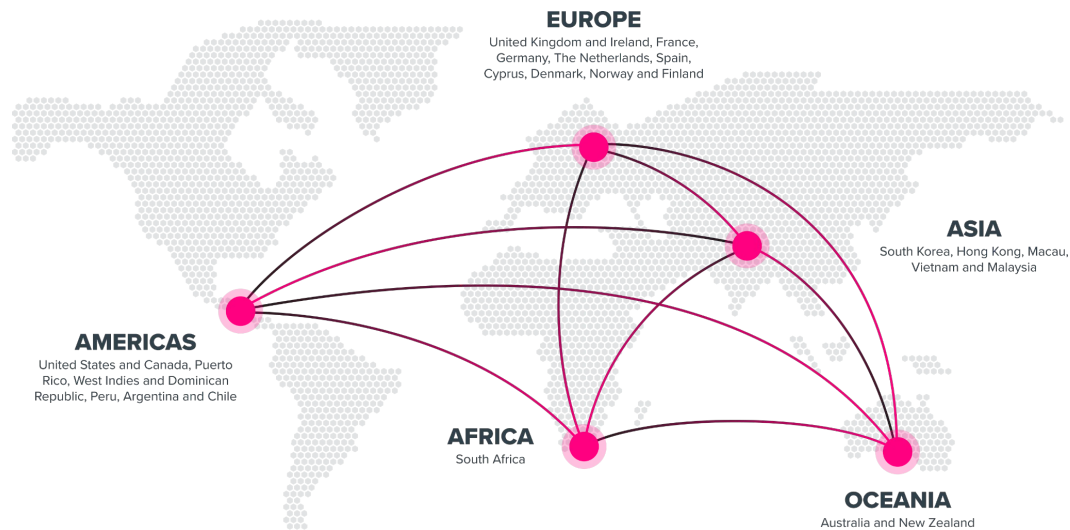 EUROPE
United Kingdom and Ireland, France,
Germany, The Netherlands, Spain,
Cyprus, Denmark, Norway and Finland
ASIA
South Korea, Hong Kong, Macau,
Vietnam and Malaysia
AMERICAS
United States and Canada, Puerto
Rico, West Indies and Dominican
Republic, Peru, Argentina and Chile
AFRICA
South Africa
OCEANIA
Australia and New Zealand